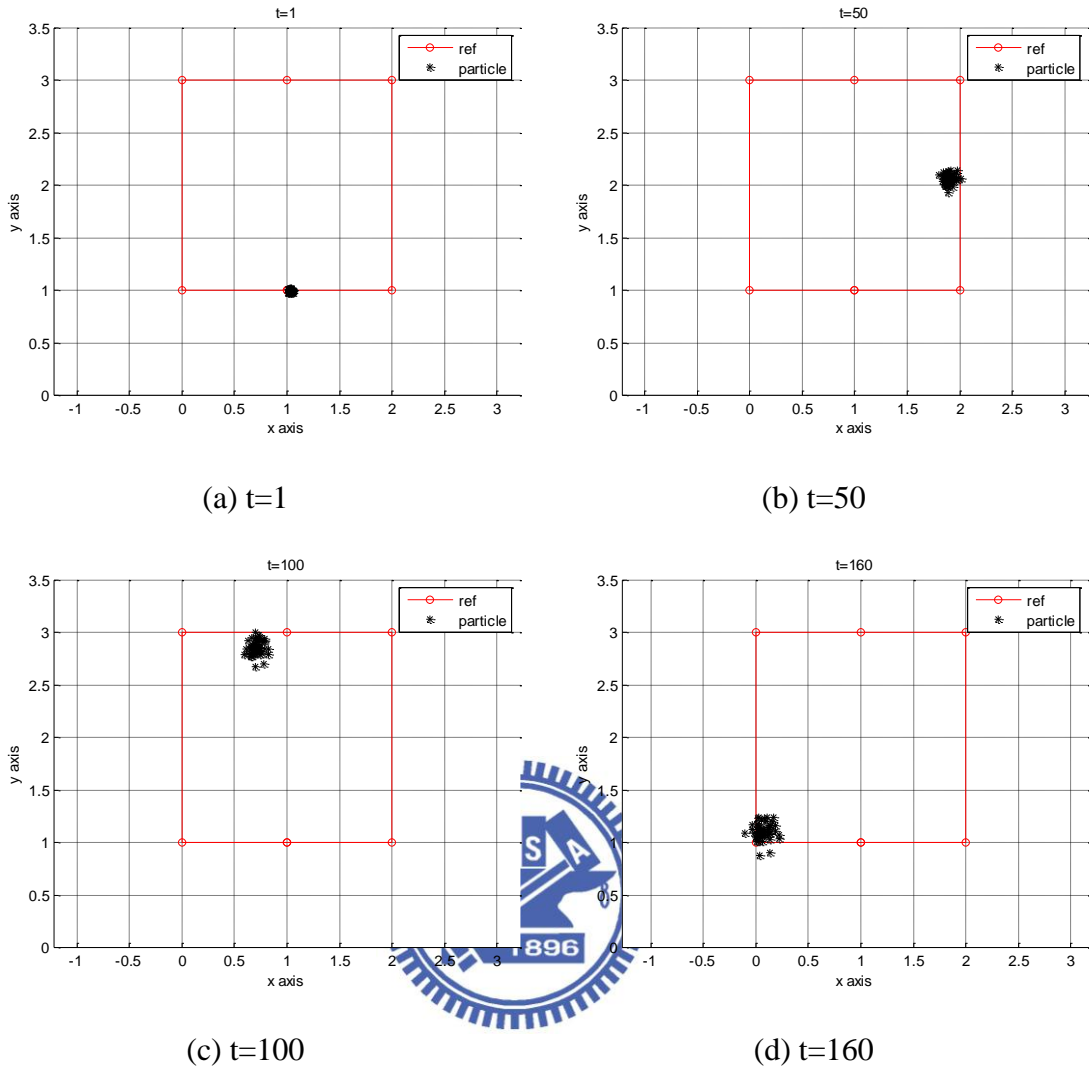 t=1
3.5
3
2.5
2
1.5
1
0.5
0
-1 -0.5 0 0.5 1 1.5 2 2.5 3
x axis
y axis
ref
particle
(a) t=1
t=50
3.5
3
2.5
2
1.5
1
0.5
0
-1 -0.5 0 0.5 1 1.5 2 2.5 3
x axis
y axis
ref
particle
(b) t=50
t=100
3.5
3
2.5
2
1.5
1
0.5
0
-1 -0.5 0 0.5 1 1.5 2 2.5 3
x axis
y axis
ref
particle
(c) t=100
t=160
3.5
3
2.5
2
1.5
1
0.5
0
-1 -0.5 0 0.5 1 1.5 2 2.5 3
x axis
y axis
ref
particle
(d) t=160
S A
1896